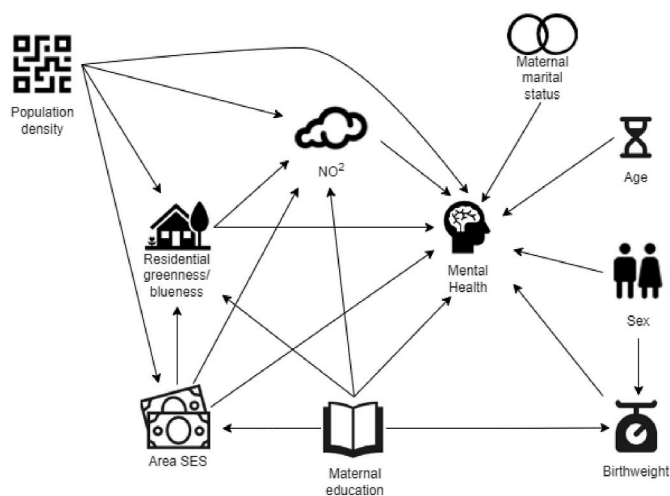 Population
density
NO²
Maternal
marital
status
Age
Residential
greenness/
blueness
Mental
Health
Sex
Area SES
Maternal
education
Birthweight